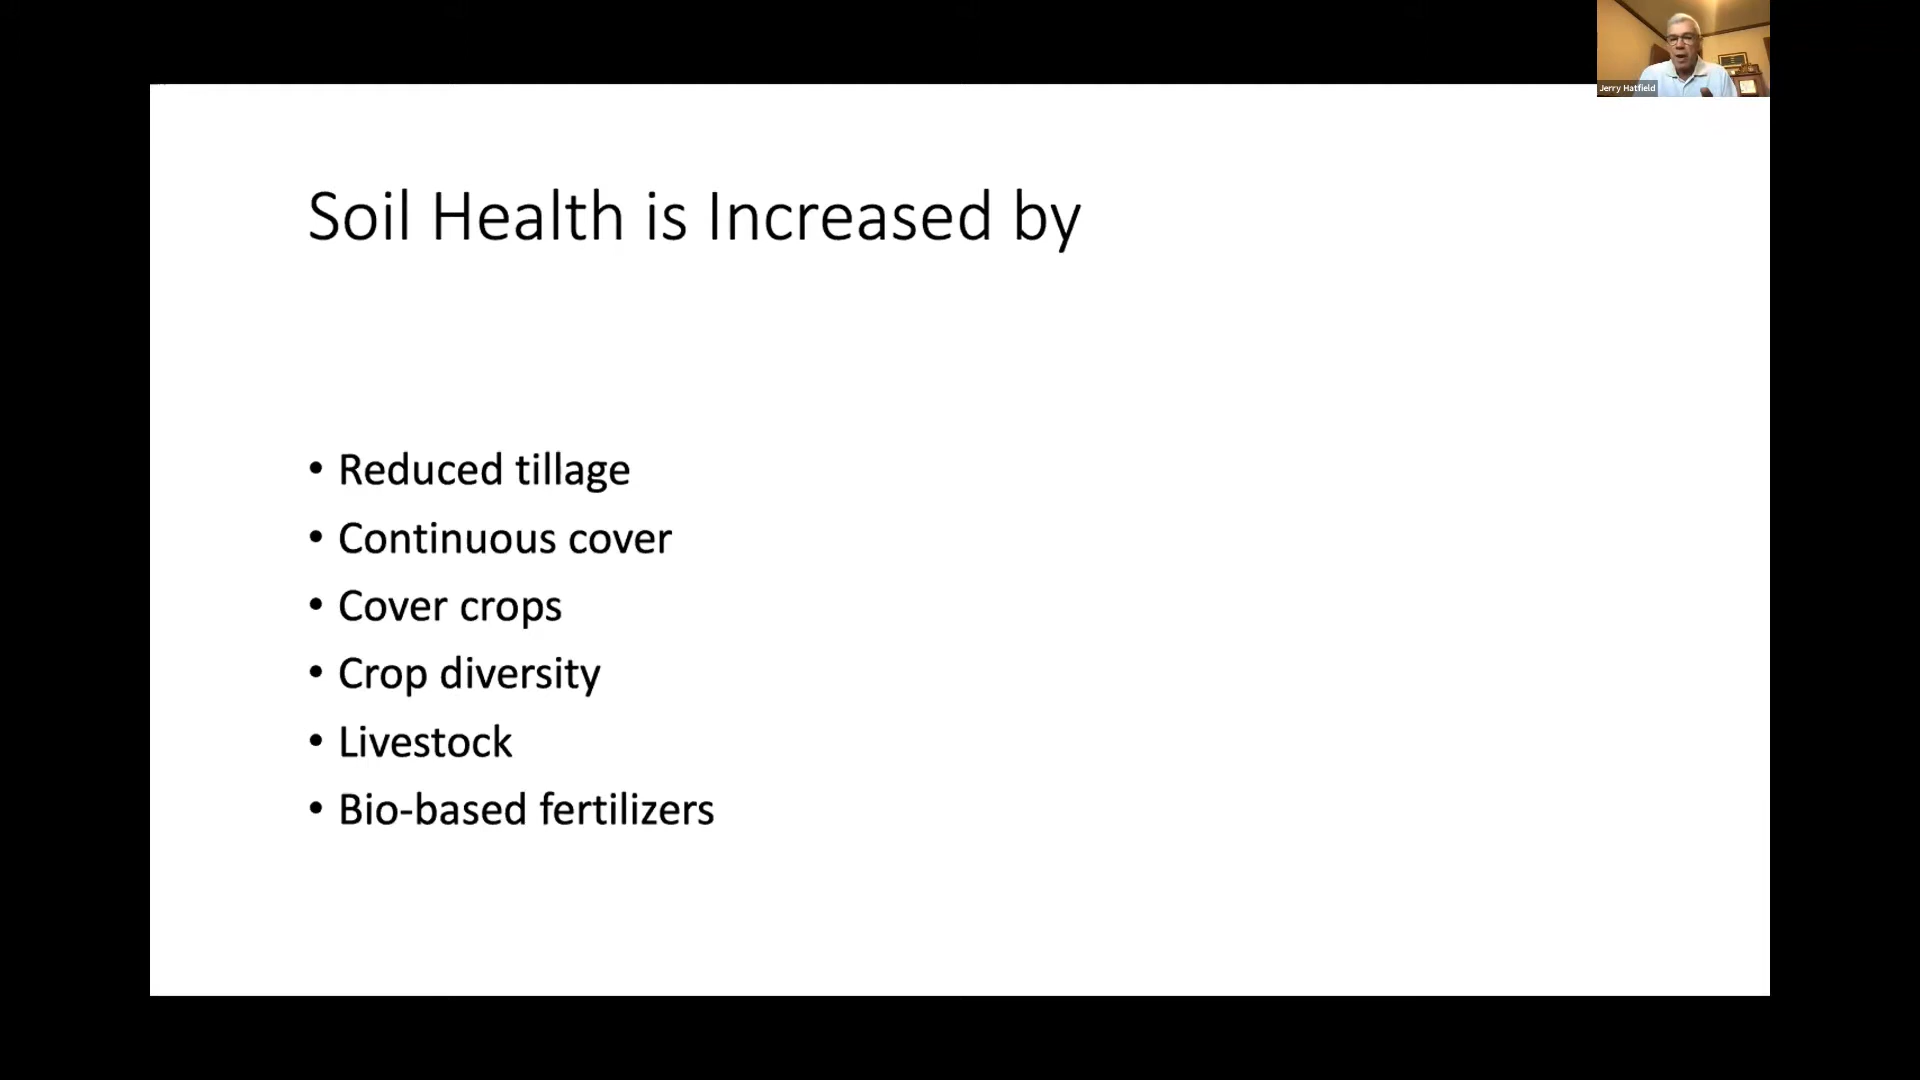 Jerry Hatfield
Soil Health is Increased by
• Reduced tillage
• Continuous cover
• Cover crops
• Crop diversity
• Livestock
• Bio-based fertilizers